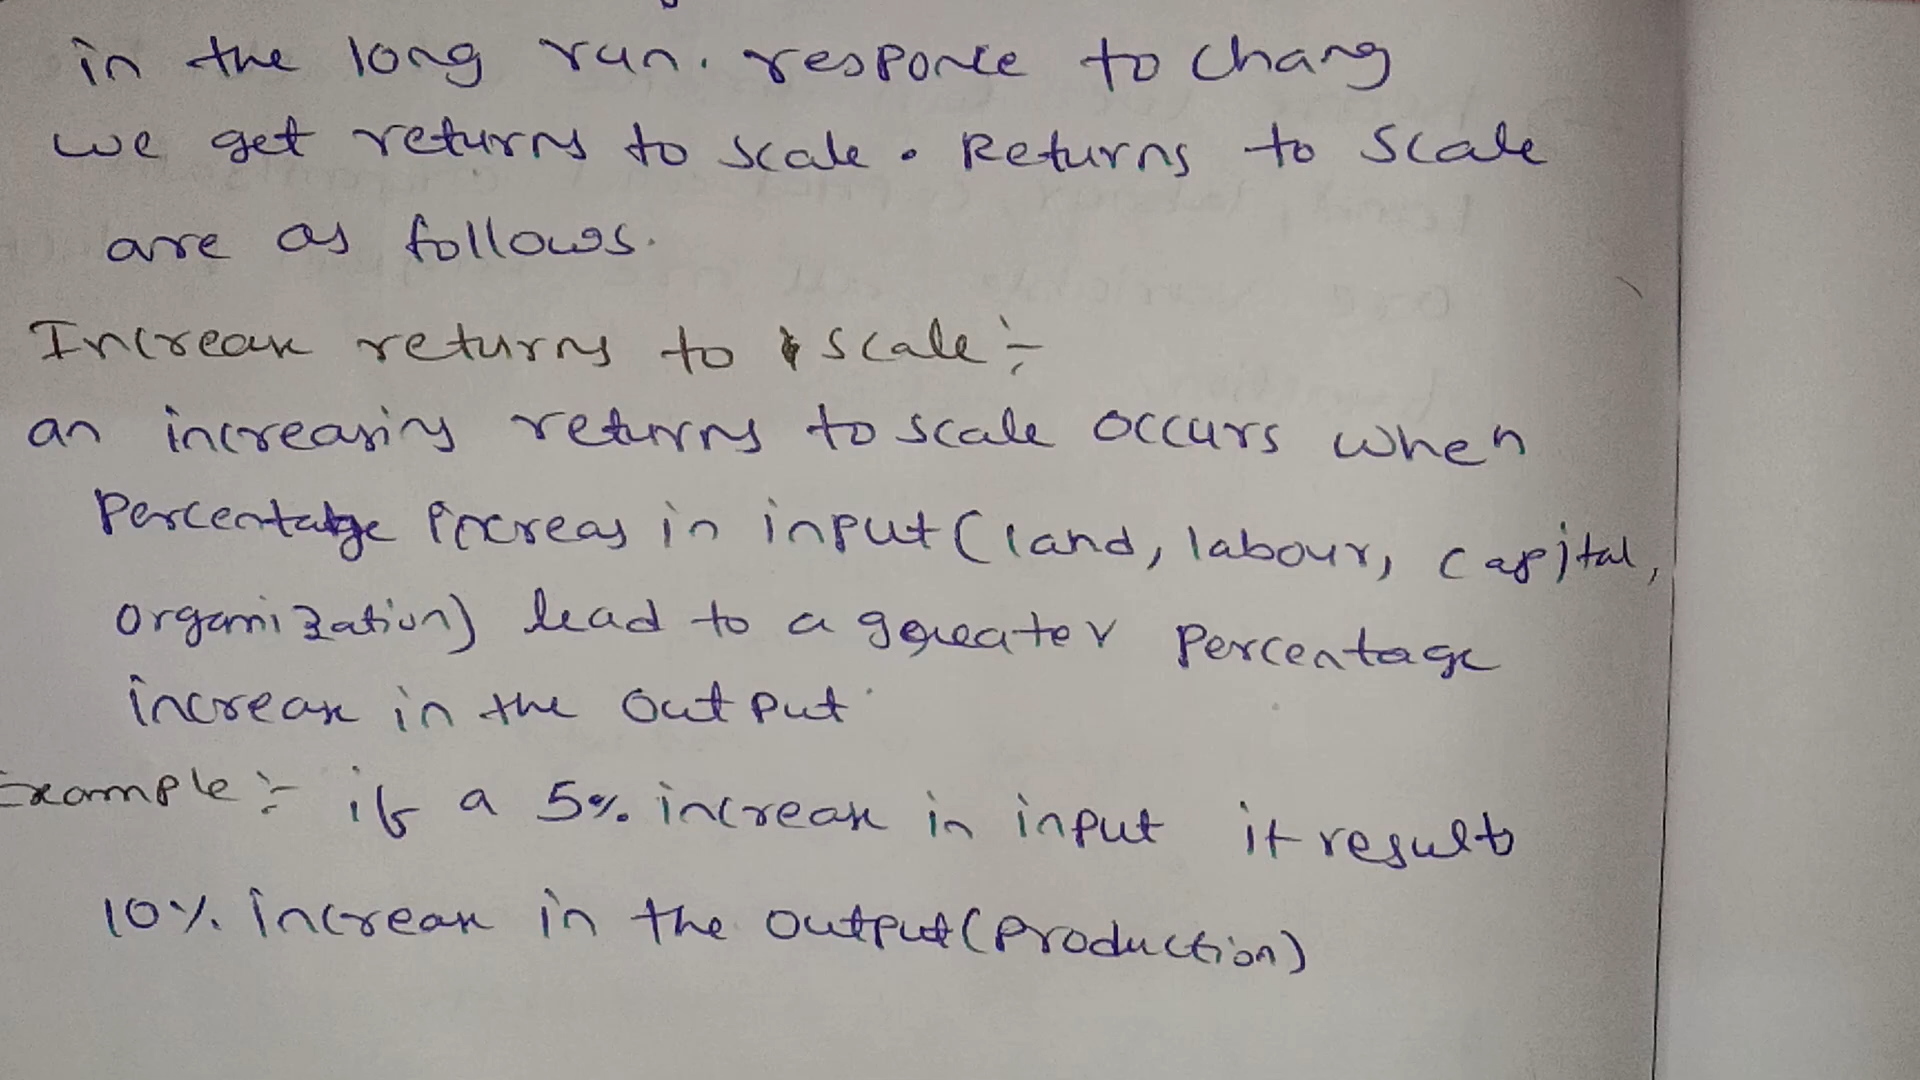 in the long run. responce to chang
we get returns to scale. Returns to scale
are as follows.
Increase returns to scale :-
an increasing returns to scale occurs when
percentatge increas in input (land, labour, capital,
organization) lead to a greater percentage
increase in the output
Example :- if a 5% increase in input it results
10% increase in the output (production)